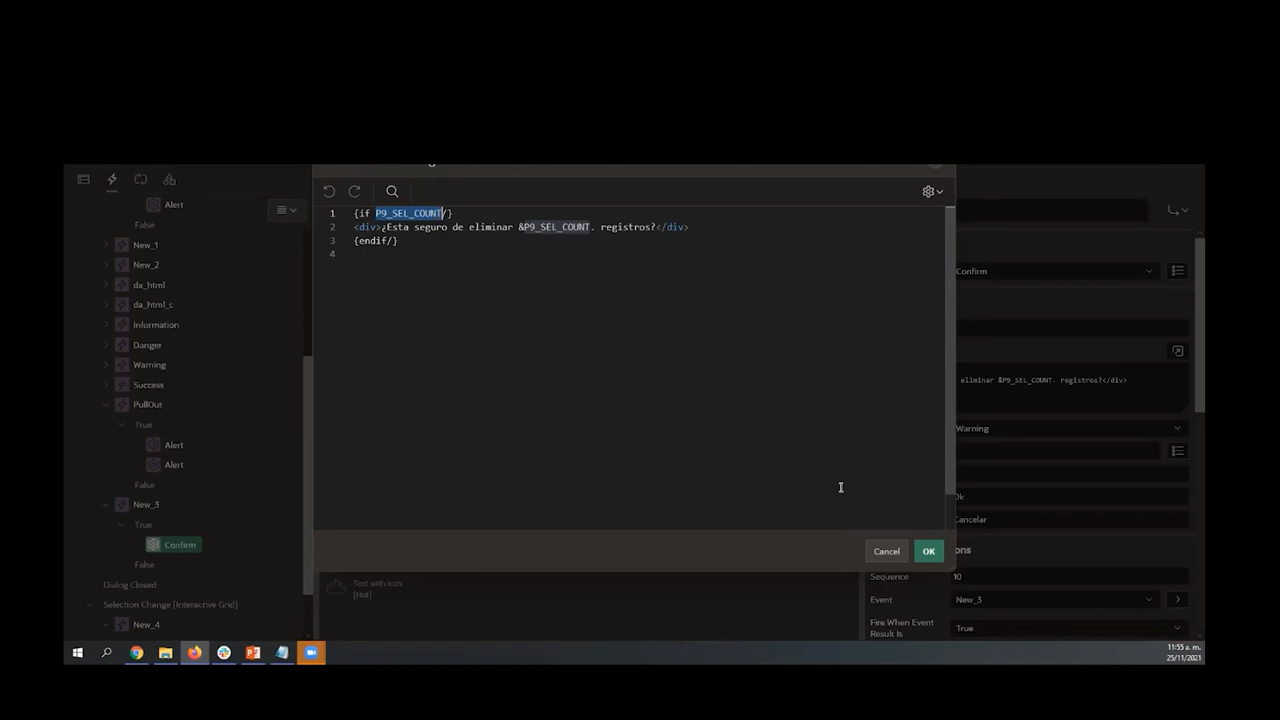 Alert
False
New_1
New_2
da_html
da_html_c
Information
Danger
Warning
Success
PullOut
True
Alert
Alert
False
New_3
True
Confirm
False
Dialog Closed
Selection Change [Interactive Grid]
New_4
1 {if P9_SEL_COUNT/}
2 <div>¿Esta seguro de eliminar &P9_SEL_COUNT. registros?</div>
3 {endif/}
4
Cancel
OK
Text with Icon
[Hot]
Confirm
eliminar &P9_SEL_COUNT. registros?</div>
Warning
Ok
Cancelar
ons
Sequence 10
Event New_3
Fire When Event
Result Is True
11:55 a. m.
25/11/2021